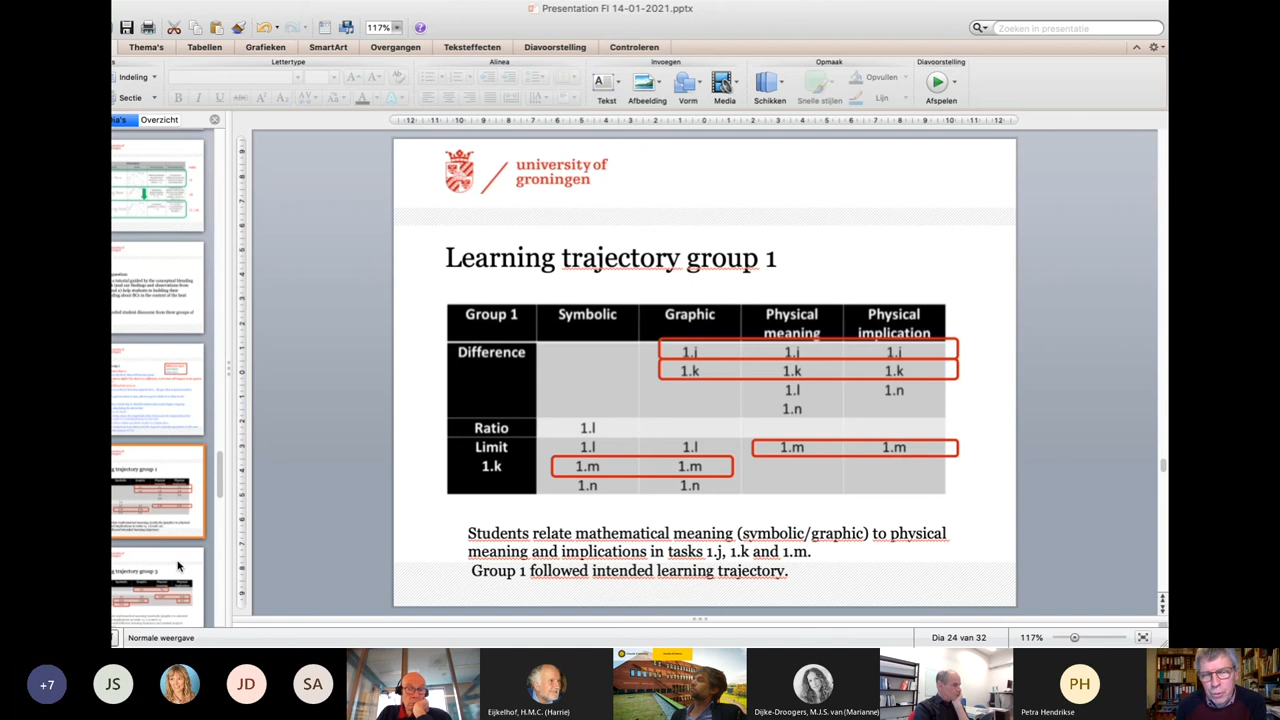 Presentation FI 14-01-2021.pptx
117%
Zoeken in presentatie
Thema's Tabellen Grafieken SmartArt Overgangen Teksteffecten Diavoorstelling Controleren
Lettertype Alinea Invoegen Opmaak Diavoorstelling
Indeling
Sectie
Tekst Afbeelding Vorm Media Schikken Snelle stijlen Opvullen Lijn Afspelen
Overzicht
university of
groningen
Learning trajectory group 1
Group 1 Symbolic Graphic Physical meaning Physical implication
Difference 1.j 1.j 1.j
1.k 1.k 1.k
1.l 1.n
1.n
Ratio 1.l
Limit 1.l 1.l 1.m 1.m
1.k 1.m 1.m
1.n 1.n
Students relate mathematical meaning (symbolic/graphic) to physical
meaning and implications in tasks 1.j, 1.k and 1.m.
Group 1 followed intended learning trajectory.
Normale weergave
Dia 24 van 32
117%
+7
JS
JD
SA
Eijkelhof, H.M.C. (Harrie)
Dijke-Droogers, M.J.S. van (Marianne)
PH
Petra Hendrikse